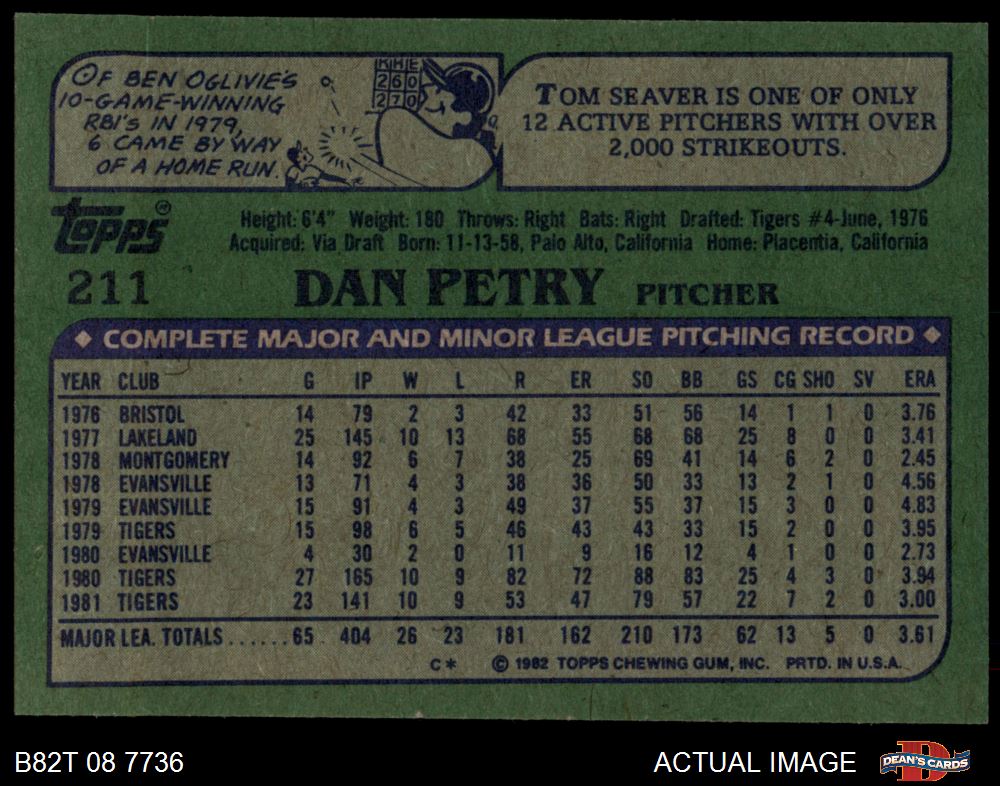 OF BEN OGLIVIE'S
10-GAME-WINNING
RBI'S IN 1979,
6 CAME BY WAY
OF A HOME RUN.
R H E
2 6 0
2 7 0
TOM SEAVER IS ONE OF ONLY
12 ACTIVE PITCHERS WITH OVER
2,000 STRIKEOUTS.
Topps®
Height: 6'4" Weight: 180 Throws: Right Bats: Right Drafted: Tigers #4-June, 1976
Acquired: Via Draft Born: 11-13-58, Palo Alto, California Home: Placentia, California
211 DAN PETRY PITCHER
◆ COMPLETE MAJOR AND MINOR LEAGUE PITCHING RECORD ◆
YEAR CLUB G IP W L R ER SO BB GS CG SHO SV ERA
1976 BRISTOL 14 79 2 3 42 33 51 56 14 1 1 0 3.76
1977 LAKELAND 25 145 10 13 68 55 68 68 25 8 0 0 3.41
1978 MONTGOMERY 14 92 6 7 38 25 69 41 14 6 2 0 2.45
1978 EVANSVILLE 13 71 4 3 38 36 50 33 13 2 1 0 4.56
1979 EVANSVILLE 15 91 4 3 49 37 55 37 15 3 0 0 4.83
1979 TIGERS 15 98 6 5 46 43 43 33 15 2 0 0 3.95
1980 EVANSVILLE 4 30 2 0 11 9 16 12 4 1 0 0 2.73
1980 TIGERS 27 165 10 9 82 72 88 83 25 4 3 0 3.94
1981 TIGERS 23 141 10 9 53 47 79 57 22 7 2 0 3.00
MAJOR LEA. TOTALS ......65 404 26 23 181 162 210 173 62 13 5 0 3.61
C* © 1982 TOPPS CHEWING GUM, INC. PRTD. IN U.S.A.
B82T 08 7736 ACTUAL IMAGE
D
DEAN'S CARDS